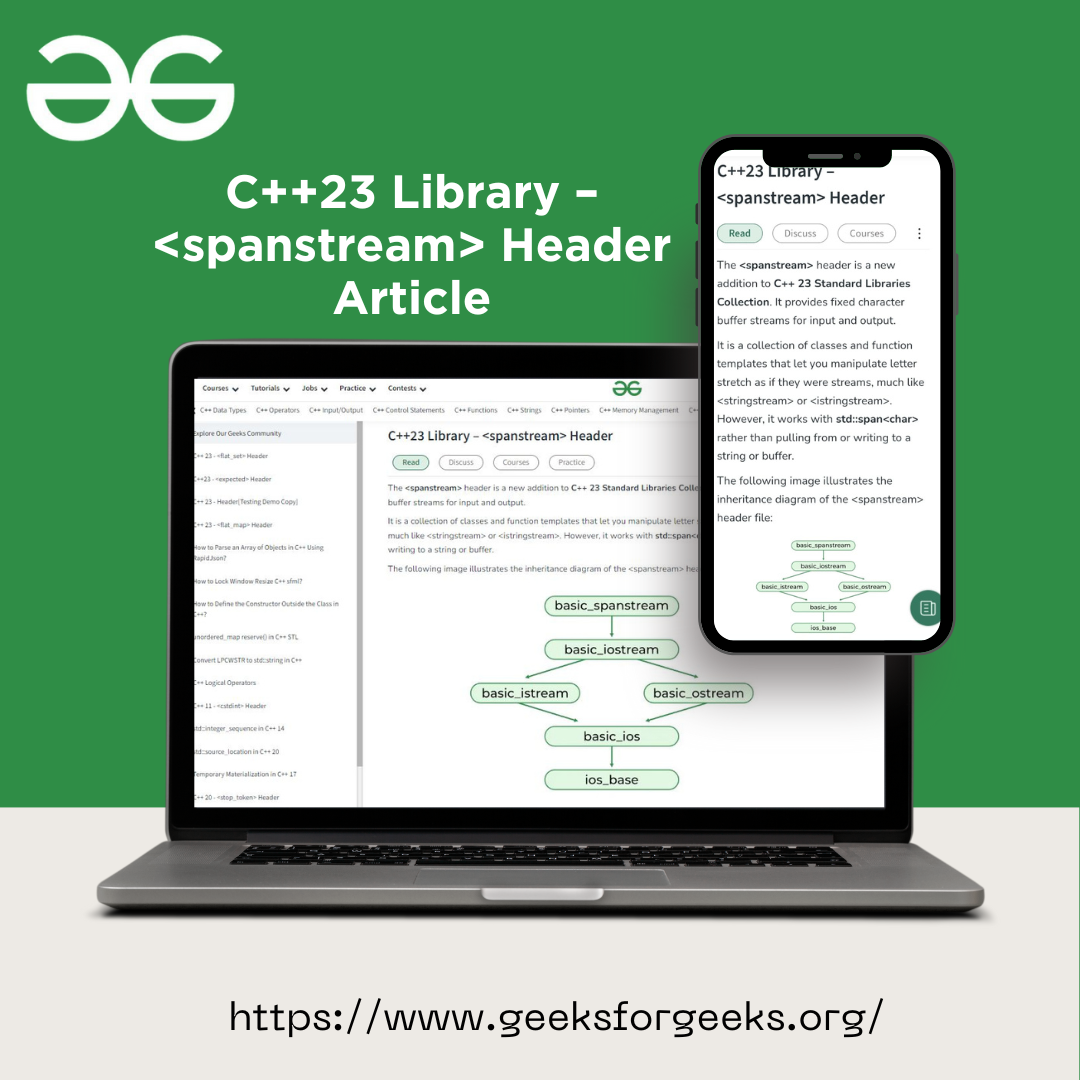 C++23 Library –
<spanstream> Header
Article
Courses Tutorials Jobs Practice Contests
C++ Data Types C++ Operators C++ Input/Output C++ Control Statements C++ Functions C++ Strings C++ Pointers C++ Memory Management
Explore Our Geeks Community
C++ 23 - <flat_set> Header
C++23 - <expected> Header
C++ 23 - Header[Testing Demo Copy]
C++ 23 - <flat_map> Header
How to Parse an Array of Objects in C++ Using
RapidJson?
How to Lock Window Resize C++ sfml?
How to Define the Constructor Outside the Class in
C++?
unordered_map reserve() in C++ STL
Convert LPCWSTR to std::string in C++
C++ Logical Operators
C++ 11 - <cstdint> Header
std::integer_sequence in C++ 14
std::source_location in C++ 20
Temporary Materialization in C++ 17
C++ 20 - <stop_token> Header
C++23 Library – <spanstream> Header
Read Discuss Courses Practice
The <spanstream> header is a new addition to C++ 23 Standard Libraries Colle
buffer streams for input and output.
It is a collection of classes and function templates that let you manipulate letter
much like <stringstream> or <istringstream>. However, it works with std::span<
writing to a string or buffer.
The following image illustrates the inheritance diagram of the <spanstream> hea
basic_spanstream
basic_iostream
basic_istream basic_ostream
basic_ios
ios_base
C++23 Library –
<spanstream> Header
Read Discuss Courses
The <spanstream> header is a new
addition to C++ 23 Standard Libraries
Collection. It provides fixed character
buffer streams for input and output.
It is a collection of classes and function
templates that let you manipulate letter
stretch as if they were streams, much like
<stringstream> or <istringstream>.
However, it works with std::span<char>
rather than pulling from or writing to a
string or buffer.
The following image illustrates the
inheritance diagram of the <spanstream>
header file:
basic_spanstream
basic_iostream
basic_istream basic_ostream
basic_ios
ios_base
https://www.geeksforgeeks.org/